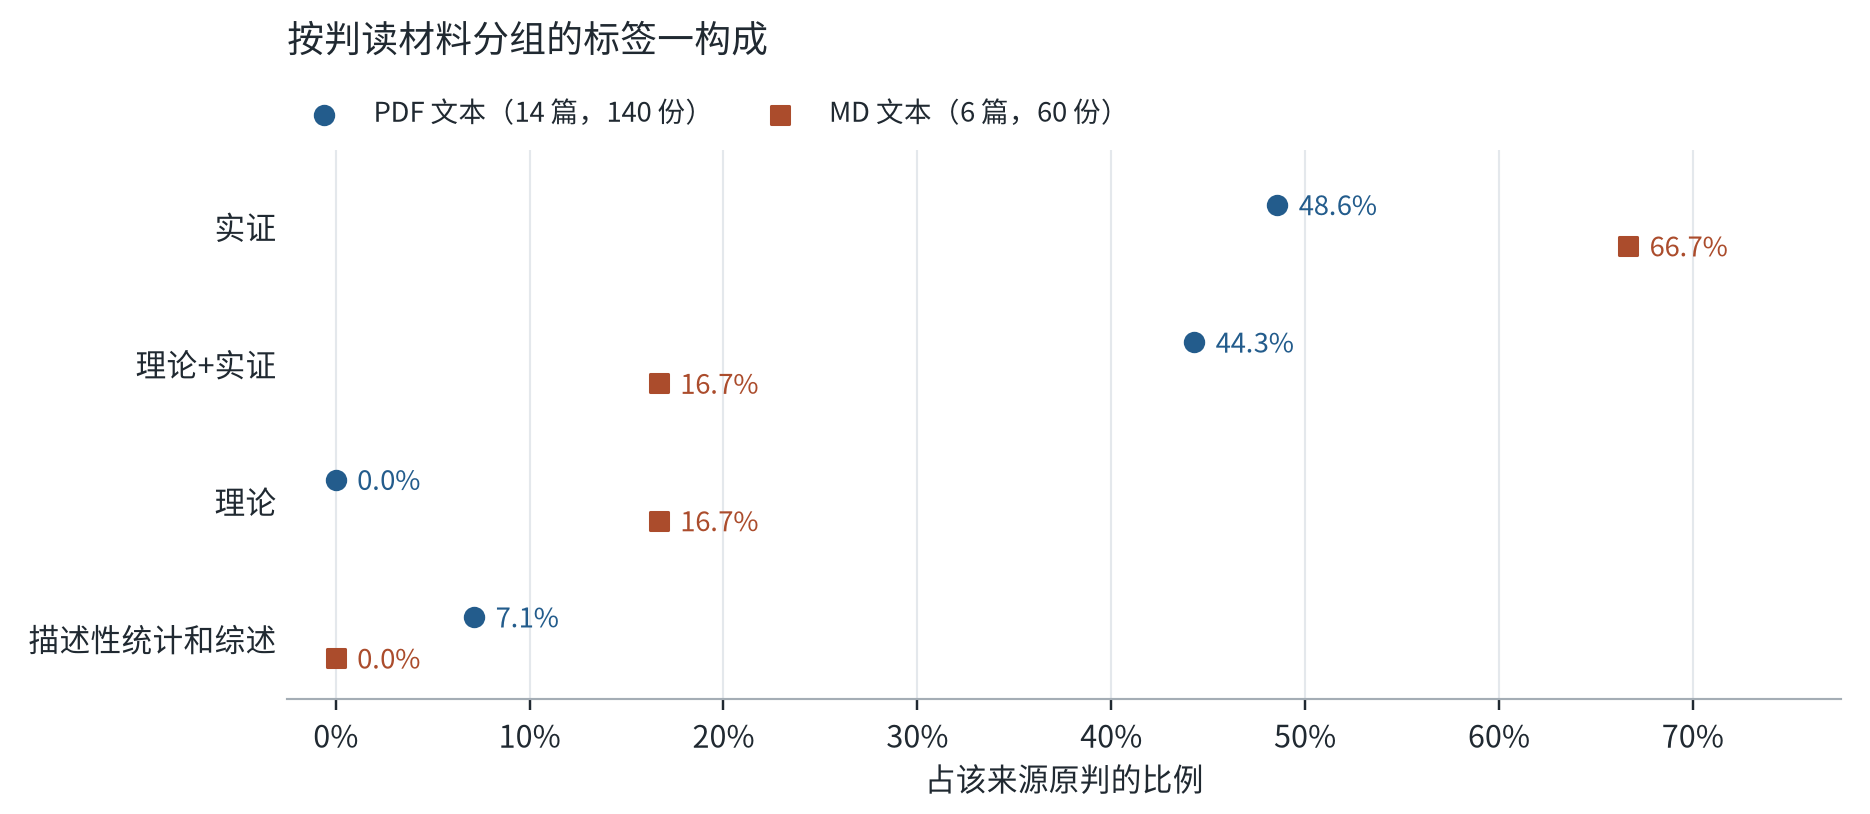 按判读材料分组的标签一构成
PDF 文本（14 篇，140 份） MD 文本（6 篇，60 份）
实证
48.6%
66.7%
理论+实证
44.3%
16.7%
理论
0.0%
16.7%
描述性统计和综述
7.1%
0.0%
0% 10% 20% 30% 40% 50% 60% 70%
占该来源原判的比例